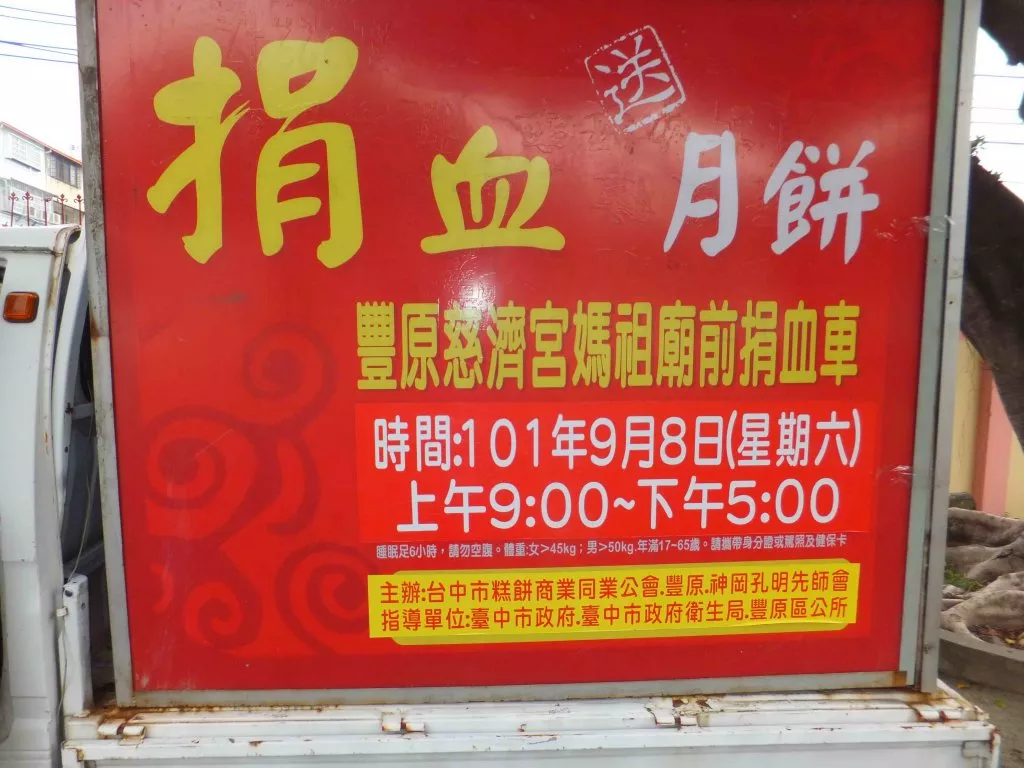 捐血送月餅
豐原慈濟宮媽祖廟前捐血車
時間:101年9月8日(星期六)
上午9:00~下午5:00
睡眠足6小時，請勿空腹。體重:女>45kg；男>50kg.年滿17~65歲。請攜帶身分證或駕照及健保卡
主辦:台中市糕餅商業同業公會.豐原.神岡孔明先師會
指導單位:臺中市政府.臺中市政府衛生局.豐原區公所